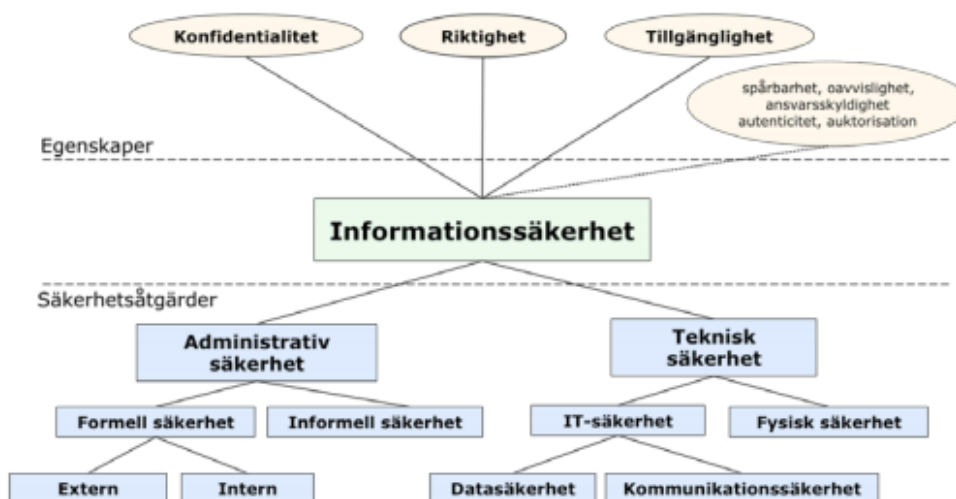 Konfidentialitet
Riktighet
Tillgänglighet
spårbarhet, oavvislighet,
ansvarsskyldighet
autenticitet, auktorisation
Egenskaper
Informationssäkerhet
Säkerhetsåtgärder
Administrativ
säkerhet
Teknisk
säkerhet
Formell säkerhet
Informell säkerhet
IT-säkerhet
Fysisk säkerhet
Extern
Intern
Datasäkerhet
Kommunikationssäkerhet